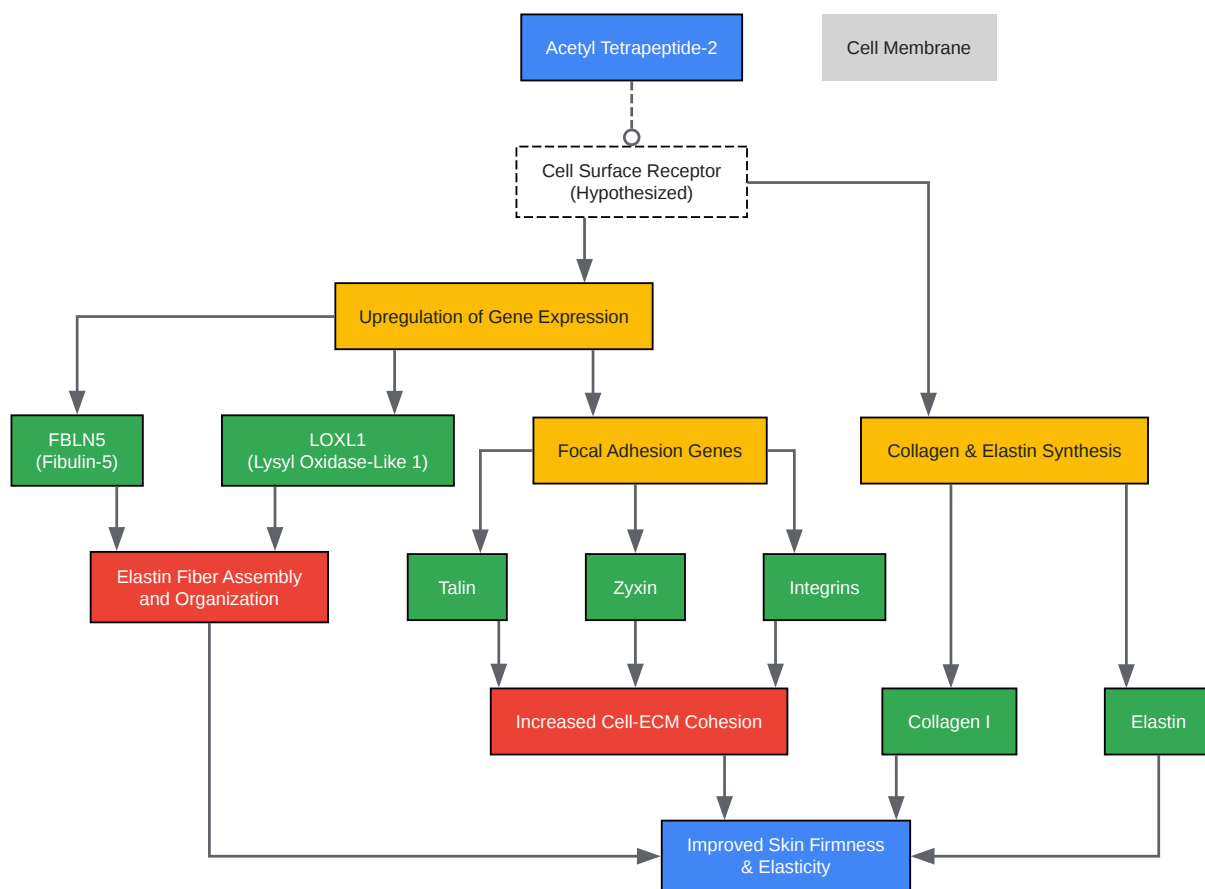 Acetyl Tetrapeptide-2
Cell Membrane
Cell Surface Receptor
(Hypothesized)
Upregulation of Gene Expression
FBLN5
(Fibulin-5)
LOXL1
(Lysyl Oxidase-Like 1)
Focal Adhesion Genes
Collagen & Elastin Synthesis
Elastin Fiber Assembly
and Organization
Talin
Zyxin
Integrins
Increased Cell-ECM Cohesion
Collagen I
Elastin
Improved Skin Firmness
& Elasticity